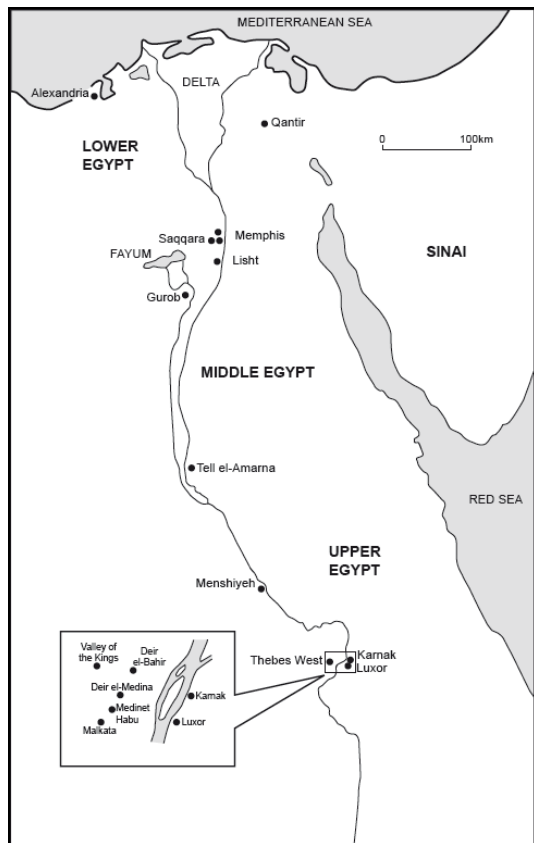 MEDITERRANEAN SEA
Alexandria
DELTA
Qantir
LOWER
EGYPT
0 100km
Saqqara
Memphis
FAYUM
Lisht
SINAI
Gurob
MIDDLE EGYPT
Tell el-Amarna
RED SEA
UPPER
EGYPT
Menshiyeh
Thebes West
Karnak
Luxor
Valley of
the Kings
Deir
el-Bahir
Deir el-Medina
Medinet
Habu
Malkata
Karnak
Luxor